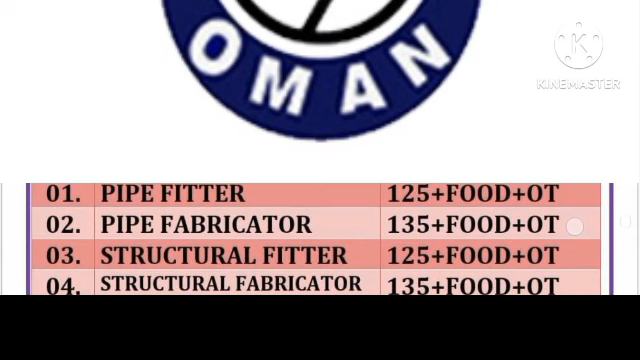 OMAN
KINEMASTER
01. PIPE FITTER 125+FOOD+OT
02. PIPE FABRICATOR 135+FOOD+OT
03. STRUCTURAL FITTER 125+FOOD+OT
04. STRUCTURAL FABRICATOR 135+FOOD+OT